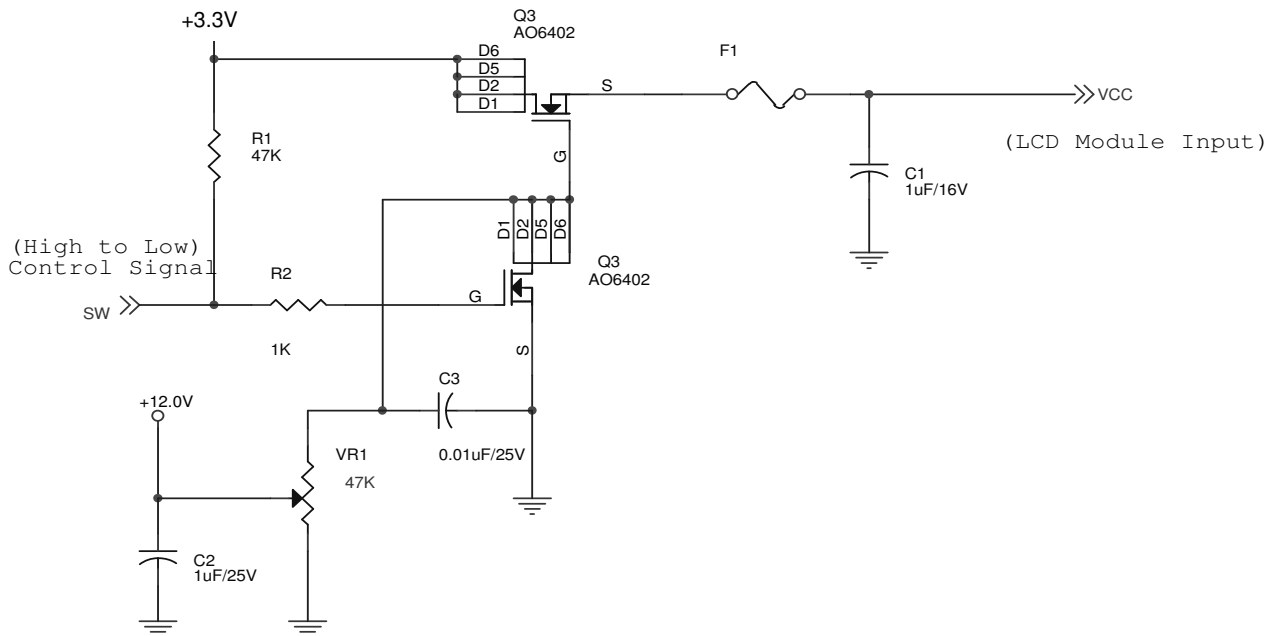 +3.3V
Q3
AO6402
F1
D6
D5
D2
D1
S
VCC
(LCD Module Input)
R1
47K
G
C1
1uF/16V
D1
D2
D5
D6
(High to Low)
Control Signal
Q3
AO6402
R2
SW
G
1K
S
C3
+12.0V
VR1
47K
0.01uF/25V
C2
1uF/25V